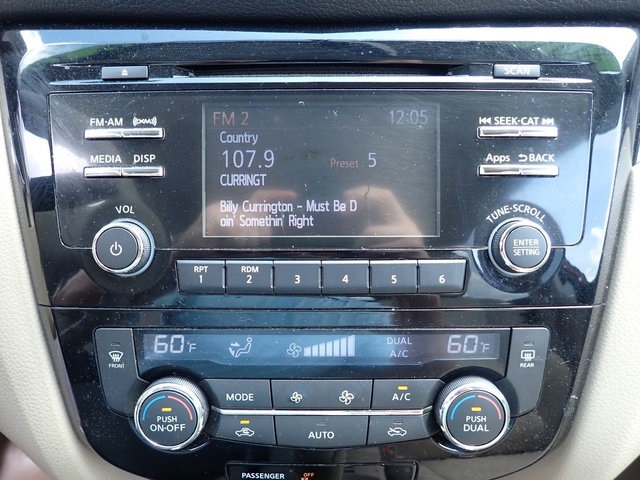 SCAN
FM·AM (XM)
SEEK·CAT
MEDIA DISP
Apps BACK
FM 2 12:05
Country
107.9 Preset : 5
CURRINGT
Billy Currington - Must Be D
oin' Somethin' Right
VOL
TUNE·SCROLL
ENTER
SETTING
RPT 1 RDM 2 3 4 5 6
FRONT
60°F
DUAL
A/C
60°F
REAR
PUSH
ON·OFF
MODE
A/C
AUTO
PUSH
DUAL
PASSENGER OFF